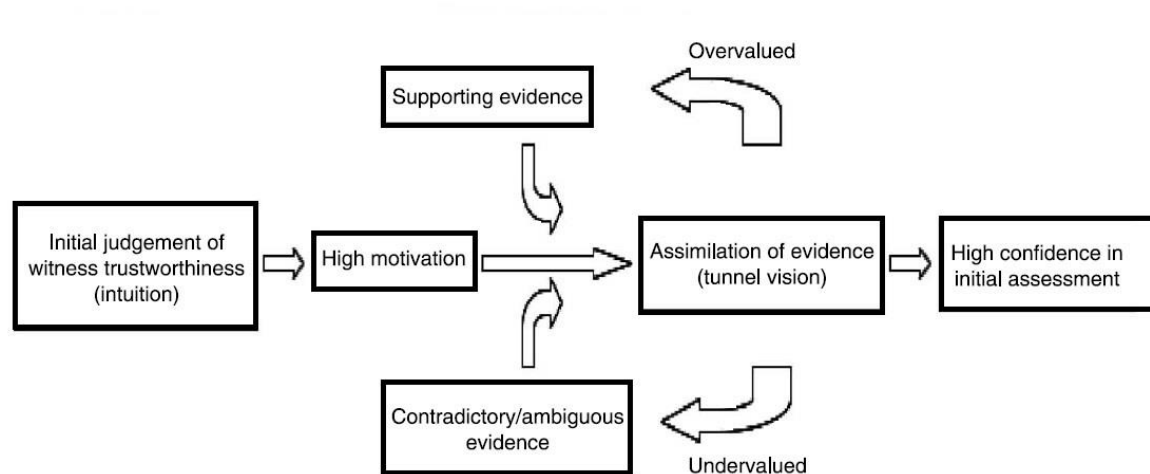 Overvalued
Supporting evidence
Initial judgement of
witness trustworthiness
(intuition)
High motivation
Assimilation of evidence
(tunnel vision)
High confidence in
initial assessment
Contradictory/ambiguous
evidence
Undervalued